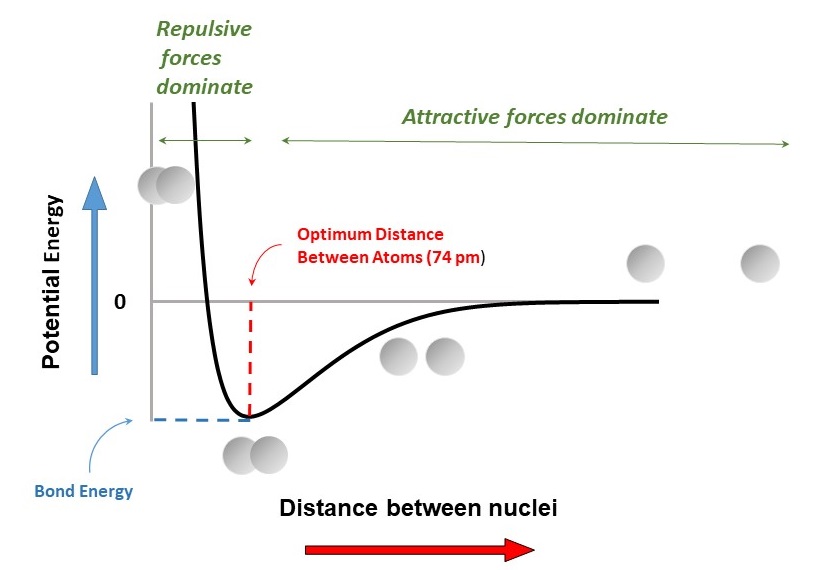 Repulsive
forces
dominate
Attractive forces dominate
Potential Energy
Optimum Distance
Between Atoms (74 pm)
0
Bond Energy
Distance between nuclei